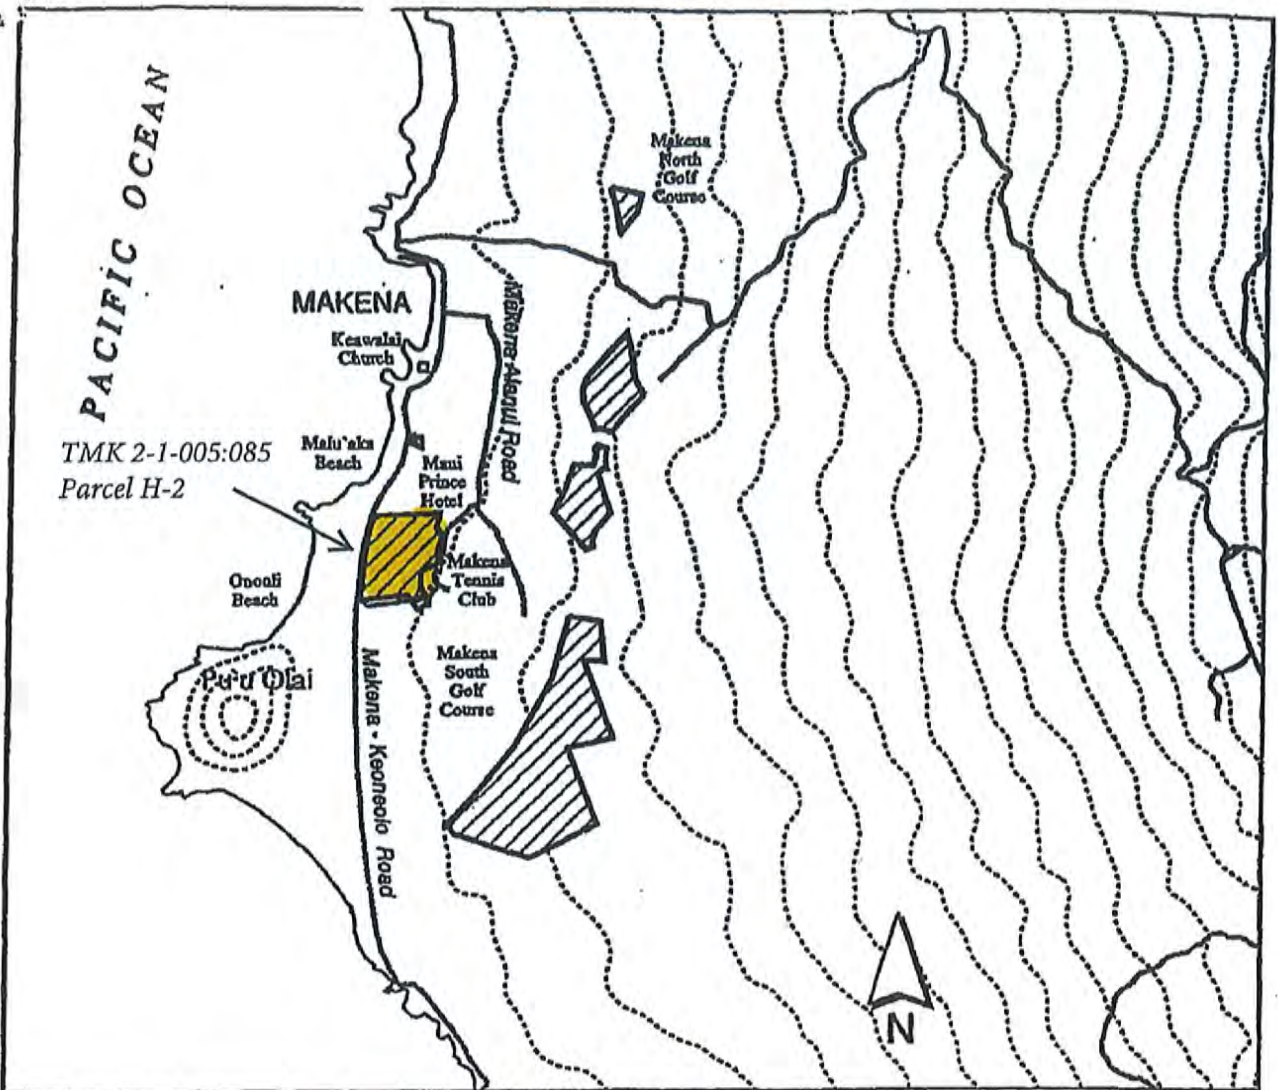 PACIFIC OCEAN
Makena
North
Golf
Course
MAKENA
Makena Alanui Road
Keawalai
Church
TMK 2-1-005:085
Parcel H-2
Malu'aka
Beach
Maui
Prince
Hotel
Makena
Tennis
Club
Oneuli
Beach
Makena
South
Golf
Course
Pu'u Olai
Makena - Keoneoio Road
N